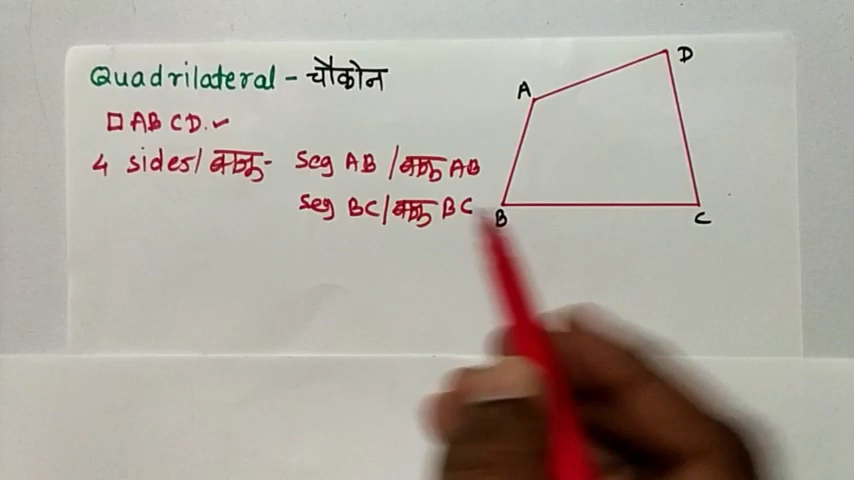 Quadrilateral - चौकोन
□ ABCD.✓
4 sides/बाजू- seg AB /बाजू AB
seg BC/बाजू BC
A
D
B
C